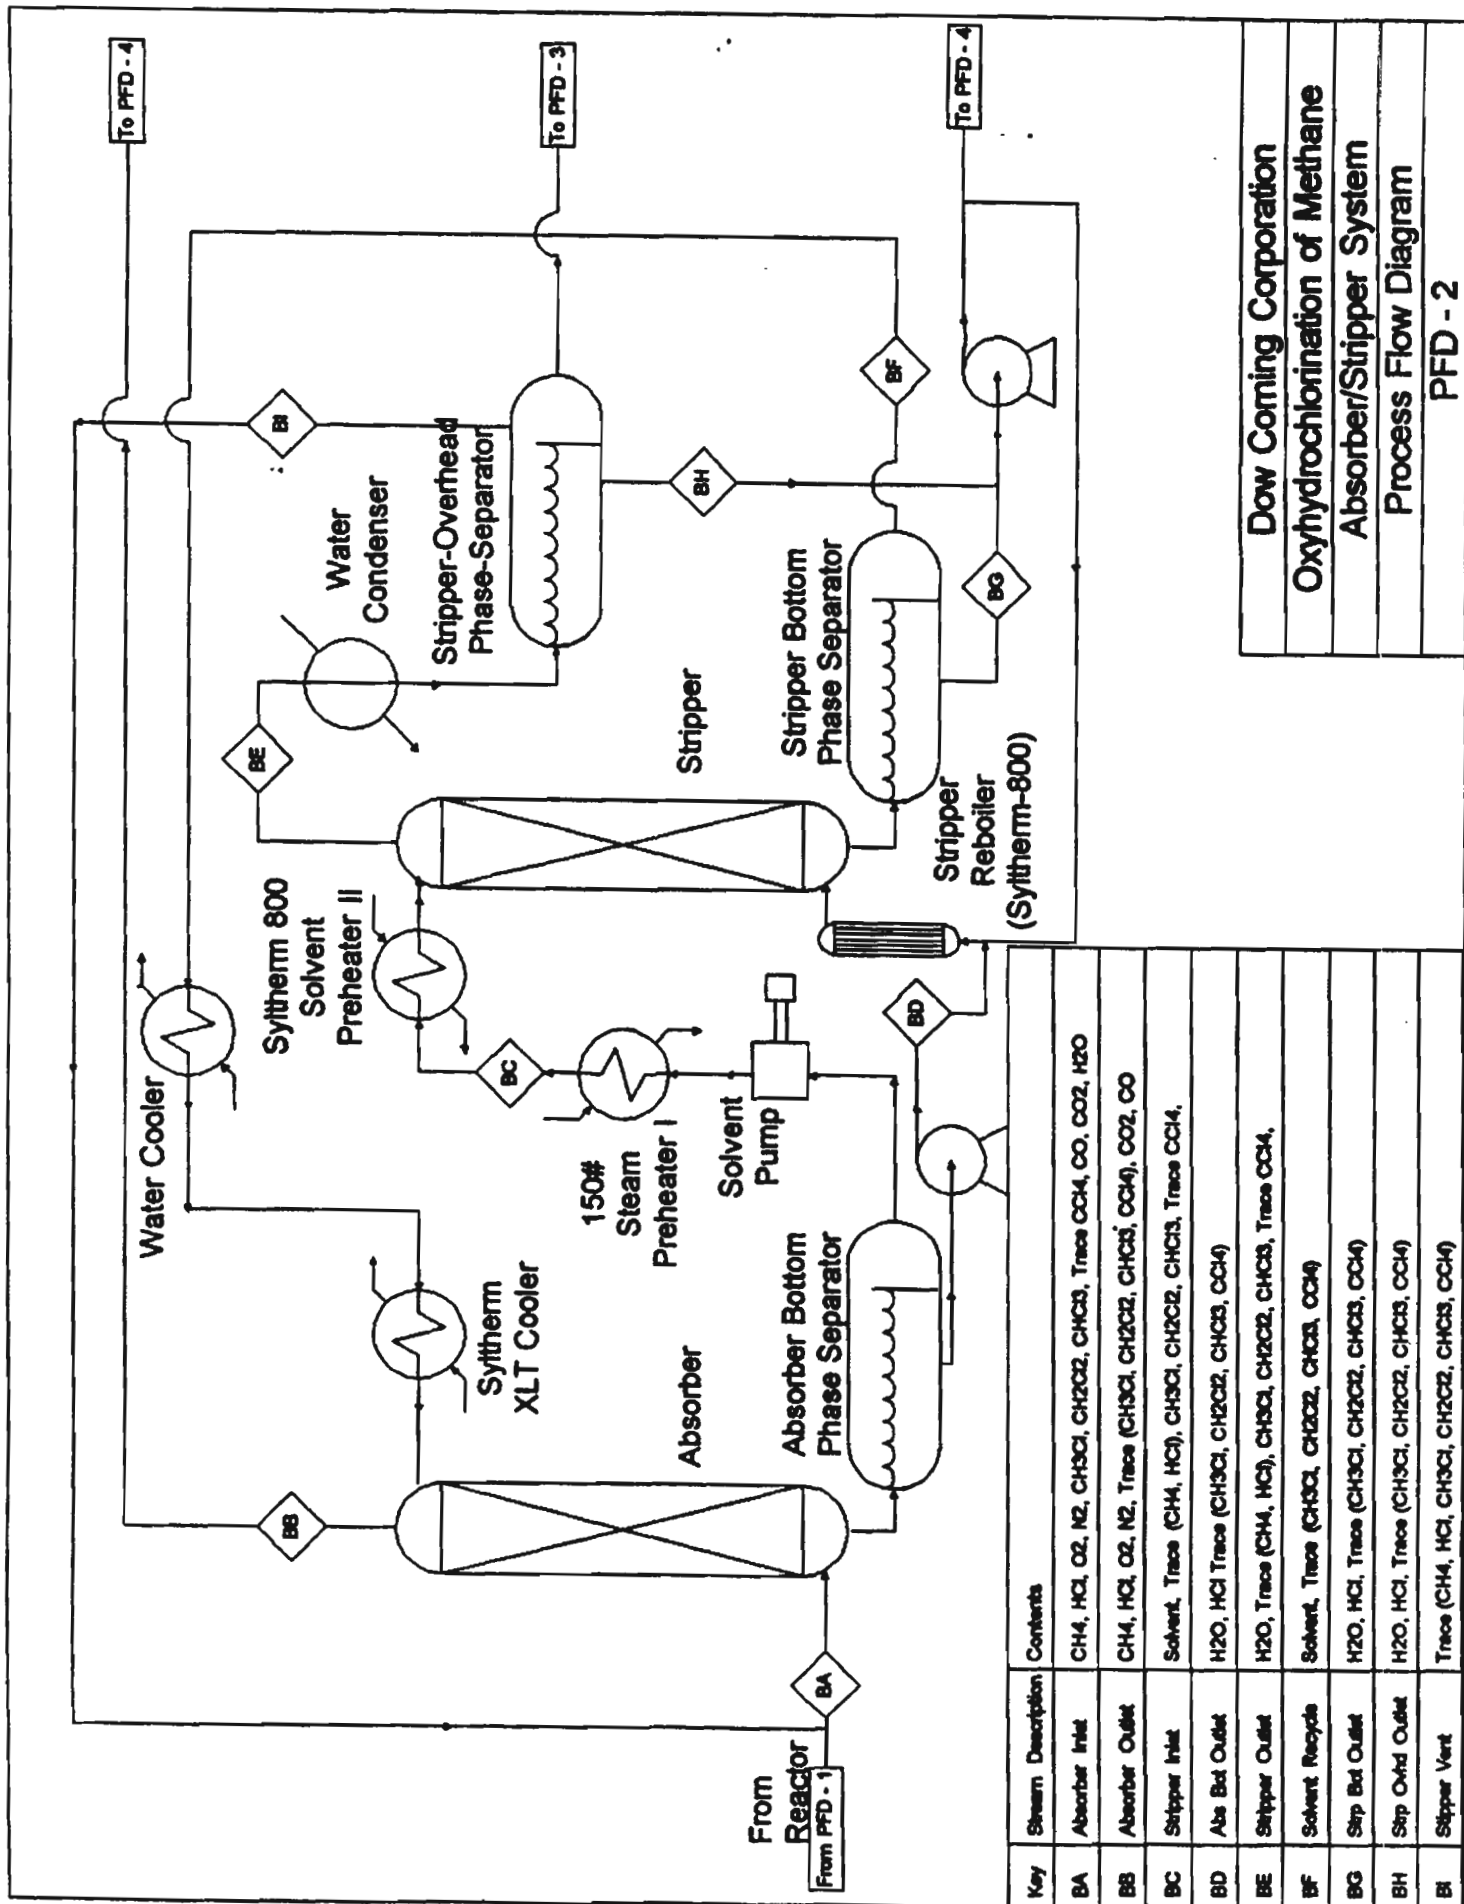 To PFD - 4
To PFD - 3
To PFD - 4
BI
BE
Water
Condenser
Stripper-Overhead
Phase-Separator
BH
BF
BG
Stripper Bottom
Phase Separator
Stripper
Stripper
Reboiler
(Syltherm-800)
Syltherm 800
Solvent
Preheater II
Water Cooler
BC
BD
150#
Steam
Preheater I
Solvent
Pump
Syltherm
XLT Cooler
Absorber
Absorber Bottom
Phase Separator
BB
BA
From
Reactor
From PFD - 1
Dow Corning Corporation
Oxyhydrochlorination of Methane
Absorber/Stripper System
Process Flow Diagram
PFD - 2
Key Stream Description Contents
BA Absorber Inlet CH4, HCl, O2, N2, CH3Cl, CH2Cl2, CHCl3, Trace CCl4, CO, CO2, H2O
BB Absorber Outlet CH4, HCl, O2, N2, Trace (CH3Cl, CH2Cl2, CHCl3, CCl4), CO2, CO
BC Stripper Inlet Solvent, Trace (CH4, HCl), CH3Cl, CH2Cl2, CHCl3, Trace CCl4,
BD Abs Bot Outlet H2O, HCl Trace (CH3Cl, CH2Cl2, CHCl3, CCl4)
BE Stripper Outlet H2O, Trace (CH4, HCl), CH3Cl, CH2Cl2, CHCl3, Trace CCl4,
BF Solvent Recycle Solvent, Trace (CH3Cl, CH2Cl2, CHCl3, CCl4)
BG Strp Bot Outlet H2O, HCl, Trace (CH3Cl, CH2Cl2, CHCl3, CCl4)
BH Strp Ovhd Outlet H2O, HCl, Trace (CH3Cl, CH2Cl2, CHCl3, CCl4)
BI Stipper Vent Trace (CH4, HCl, CH3Cl, CH2Cl2, CHCl3, CCl4)